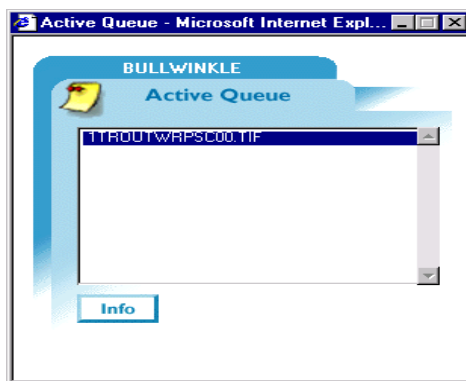 Active Queue - Microsoft Internet Expl...
BULLWINKLE
Active Queue
1TROUTWRPSC00.TIF
Info